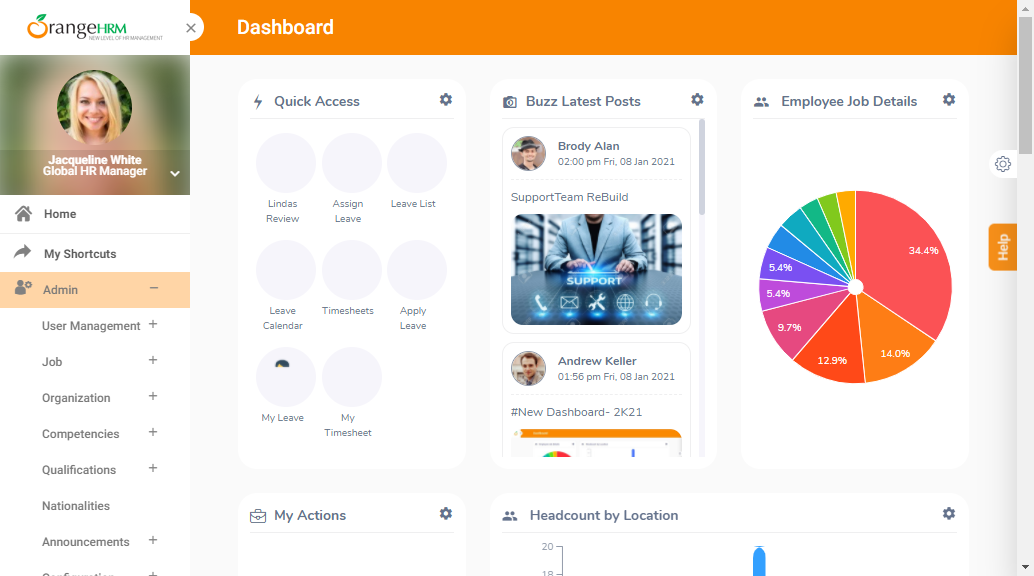 OrangeHRM
NEW LEVEL OF HR MANAGEMENT
Dashboard
Jacqueline White
Global HR Manager
Home
My Shortcuts
Admin
User Management
Job
Organization
Competencies
Qualifications
Nationalities
Announcements
Configuration
Quick Access
Lindas
Review
Assign
Leave
Leave List
Leave
Calendar
Timesheets
Apply
Leave
My Leave
My
Timesheet
Buzz Latest Posts
Brody Alan
02:00 pm Fri, 08 Jan 2021
SupportTeam ReBuild
SUPPORT
Andrew Keller
01:56 pm Fri, 08 Jan 2021
#New Dashboard- 2K21
Employee Job Details
34.4%
5.4%
5.4%
9.7%
12.9%
14.0%
Help
My Actions
Headcount by Location
20
18